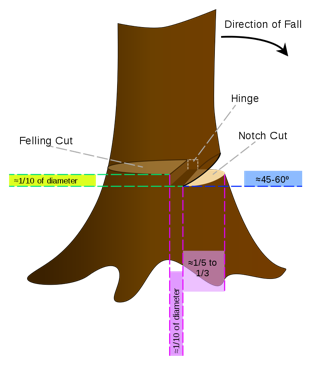 Direction of Fall
Hinge
Felling Cut
Notch Cut
≈1/10 of diameter
≈45-60º
≈1/5 to
1/3
≈1/10 of diameter